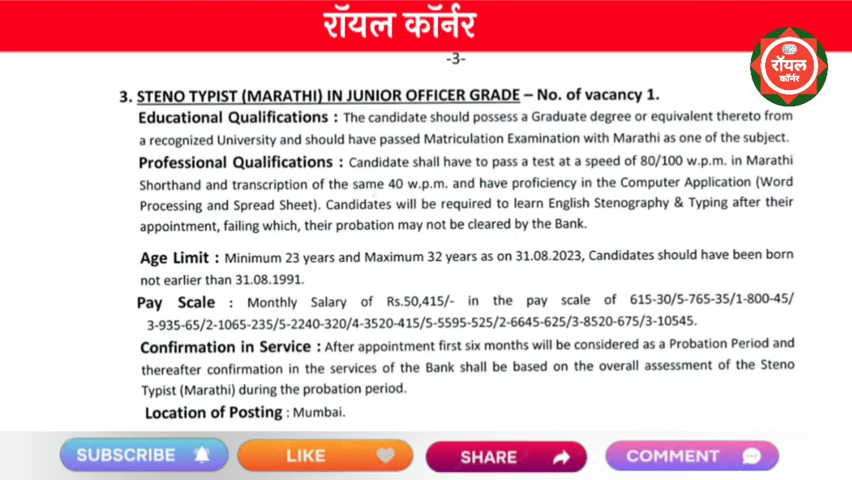 रॉयल कॉर्नर
रॉयल
कॉर्नर
-3-
3. STENO TYPIST (MARATHI) IN JUNIOR OFFICER GRADE – No. of vacancy 1.
Educational Qualifications : The candidate should possess a Graduate degree or equivalent thereto from
a recognized University and should have passed Matriculation Examination with Marathi as one of the subject.
Professional Qualifications : Candidate shall have to pass a test at a speed of 80/100 w.p.m. in Marathi
Shorthand and transcription of the same 40 w.p.m. and have proficiency in the Computer Application (Word
Processing and Spread Sheet). Candidates will be required to learn English Stenography & Typing after their
appointment, failing which, their probation may not be cleared by the Bank.
Age Limit : Minimum 23 years and Maximum 32 years as on 31.08.2023, Candidates should have been born
not earlier than 31.08.1991.
Pay Scale : Monthly Salary of Rs.50,415/- in the pay scale of 615-30/5-765-35/1-800-45/
3-935-65/2-1065-235/5-2240-320/4-3520-415/5-5595-525/2-6645-625/3-8520-675/3-10545.
Confirmation in Service : After appointment first six months will be considered as a Probation Period and
thereafter confirmation in the services of the Bank shall be based on the overall assessment of the Steno
Typist (Marathi) during the probation period.
Location of Posting : Mumbai.
SUBSCRIBE
LIKE
SHARE
COMMENT